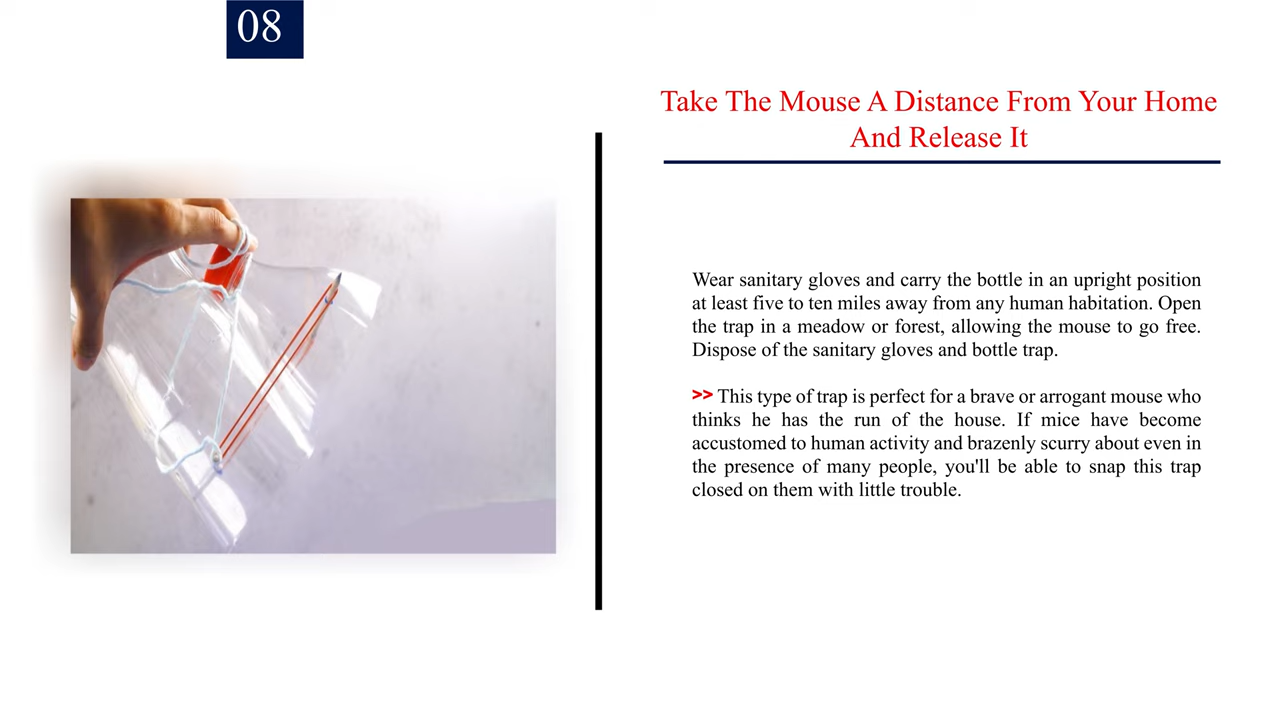 08
Take The Mouse A Distance From Your Home
And Release It
Wear sanitary gloves and carry the bottle in an upright position
at least five to ten miles away from any human habitation. Open
the trap in a meadow or forest, allowing the mouse to go free.
Dispose of the sanitary gloves and bottle trap.
>> This type of trap is perfect for a brave or arrogant mouse who
thinks he has the run of the house. If mice have become
accustomed to human activity and brazenly scurry about even in
the presence of many people, you'll be able to snap this trap
closed on them with little trouble.